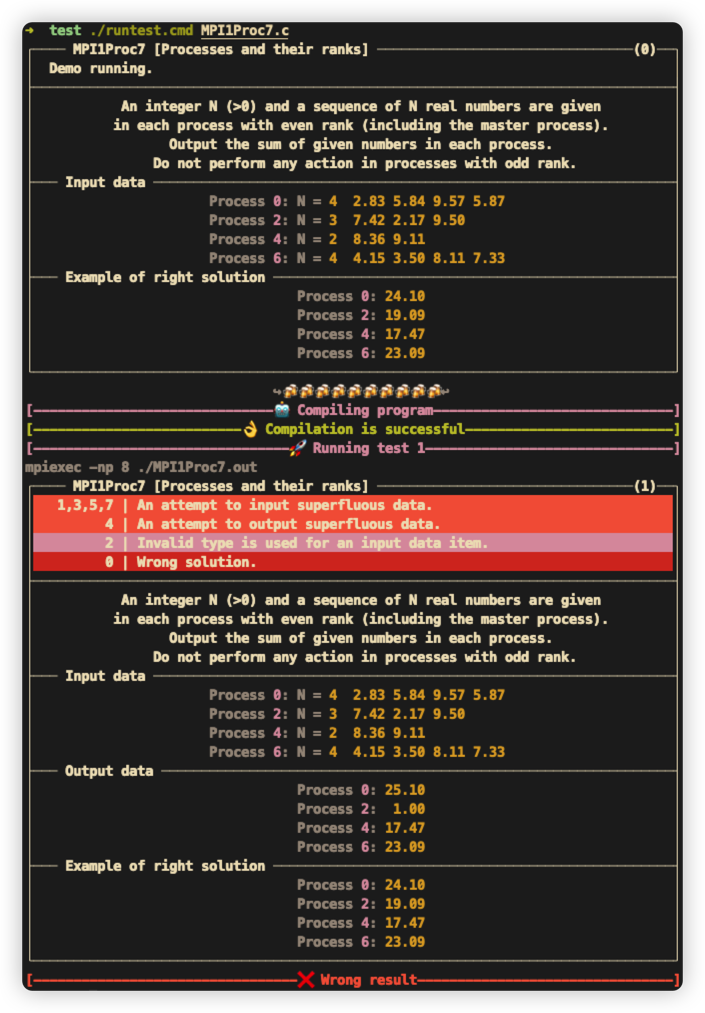 ➜ test ./runtest.cmd MPI1Proc7.c
MPI1Proc7 [Processes and their ranks] (0)
Demo running.
An integer N (>0) and a sequence of N real numbers are given
in each process with even rank (including the master process).
Output the sum of given numbers in each process.
Do not perform any action in processes with odd rank.
Input data
Process 0: N = 4 2.83 5.84 9.57 5.87
Process 2: N = 3 7.42 2.17 9.50
Process 4: N = 2 8.36 9.11
Process 6: N = 4 4.15 3.50 8.11 7.33
Example of right solution
Process 0: 24.10
Process 2: 19.09
Process 4: 17.47
Process 6: 23.09
[ Compiling program ]
[ Compilation is successful ]
[ Running test 1 ]
mpiexec -np 8 ./MPI1Proc7.out
MPI1Proc7 [Processes and their ranks] (1)
1,3,5,7 | An attempt to input superfluous data.
4 | An attempt to output superfluous data.
2 | Invalid type is used for an input data item.
0 | Wrong solution.
An integer N (>0) and a sequence of N real numbers are given
in each process with even rank (including the master process).
Output the sum of given numbers in each process.
Do not perform any action in processes with odd rank.
Input data
Process 0: N = 4 2.83 5.84 9.57 5.87
Process 2: N = 3 7.42 2.17 9.50
Process 4: N = 2 8.36 9.11
Process 6: N = 4 4.15 3.50 8.11 7.33
Output data
Process 0: 25.10
Process 2: 1.00
Process 4: 17.47
Process 6: 23.09
Example of right solution
Process 0: 24.10
Process 2: 19.09
Process 4: 17.47
Process 6: 23.09
[ ❌ Wrong result ]